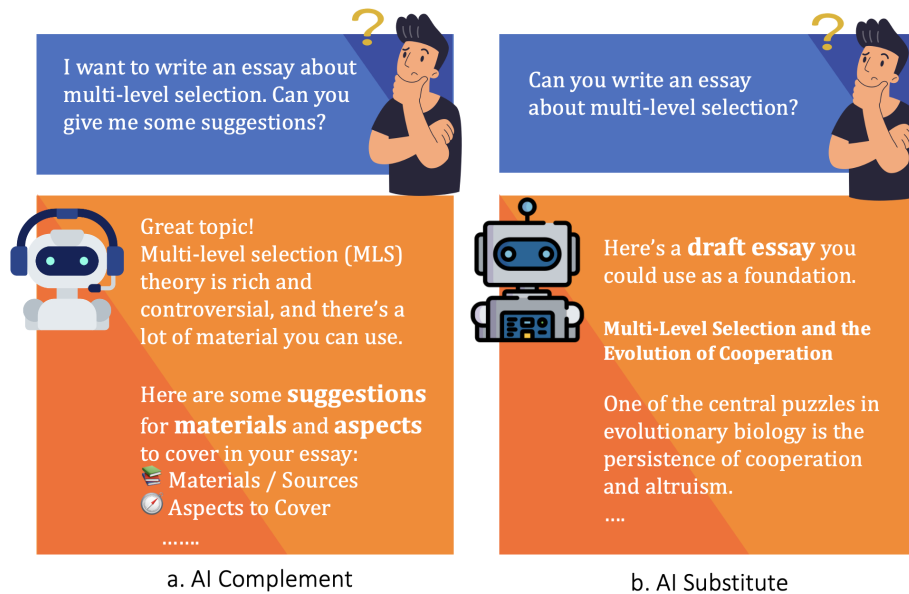 ?
I want to write an essay about
multi-level selection. Can you
give me some suggestions?
Great topic!
Multi-level selection (MLS)
theory is rich and
controversial, and there's a
lot of material you can use.
Here are some suggestions
for materials and aspects
to cover in your essay:
📚 Materials / Sources
🧭 Aspects to Cover
.......
a. AI Complement
?
Can you write an essay
about multi-level selection?
Here's a draft essay you
could use as a foundation.
Multi-Level Selection and the
Evolution of Cooperation
One of the central puzzles in
evolutionary biology is the
persistence of cooperation
and altruism.
....
b. AI Substitute